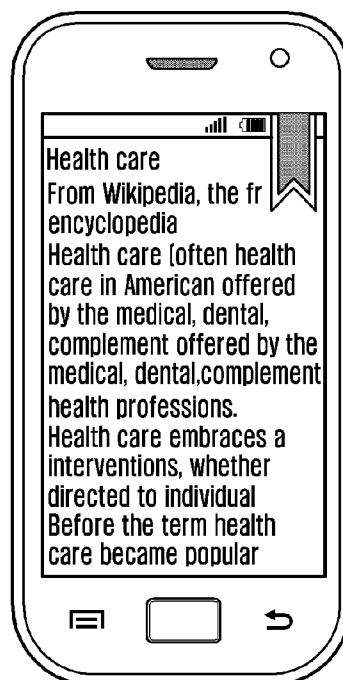 Health care
From Wikipedia, the fr
encyclopedia
Health care (often health
care in American offered
by the medical, dental,
complement offered by the
medical, dental,complement
health professions.
Health care embraces a
interventions, whether
directed to individual
Before the term health
care became popular